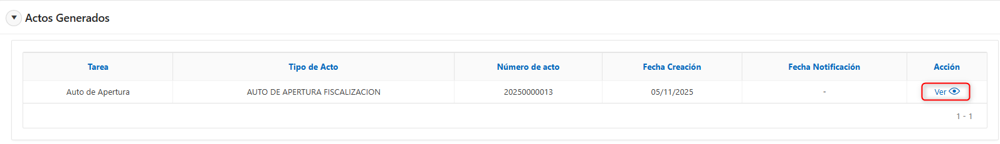 Actos Generados
Tarea Tipo de Acto Número de acto Fecha Creación Fecha Notificación Acción
Auto de Apertura AUTO DE APERTURA FISCALIZACION 20250000013 05/11/2025 - Ver
1 - 1